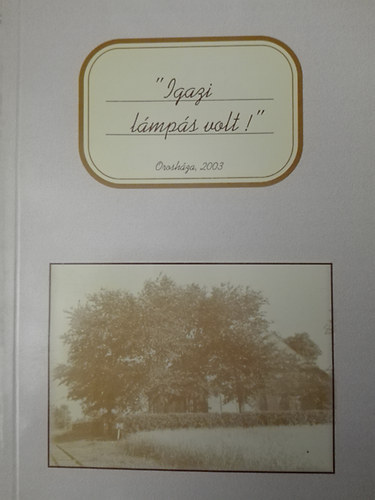 "Igazi
lámpás volt!"
Orosháza, 2003